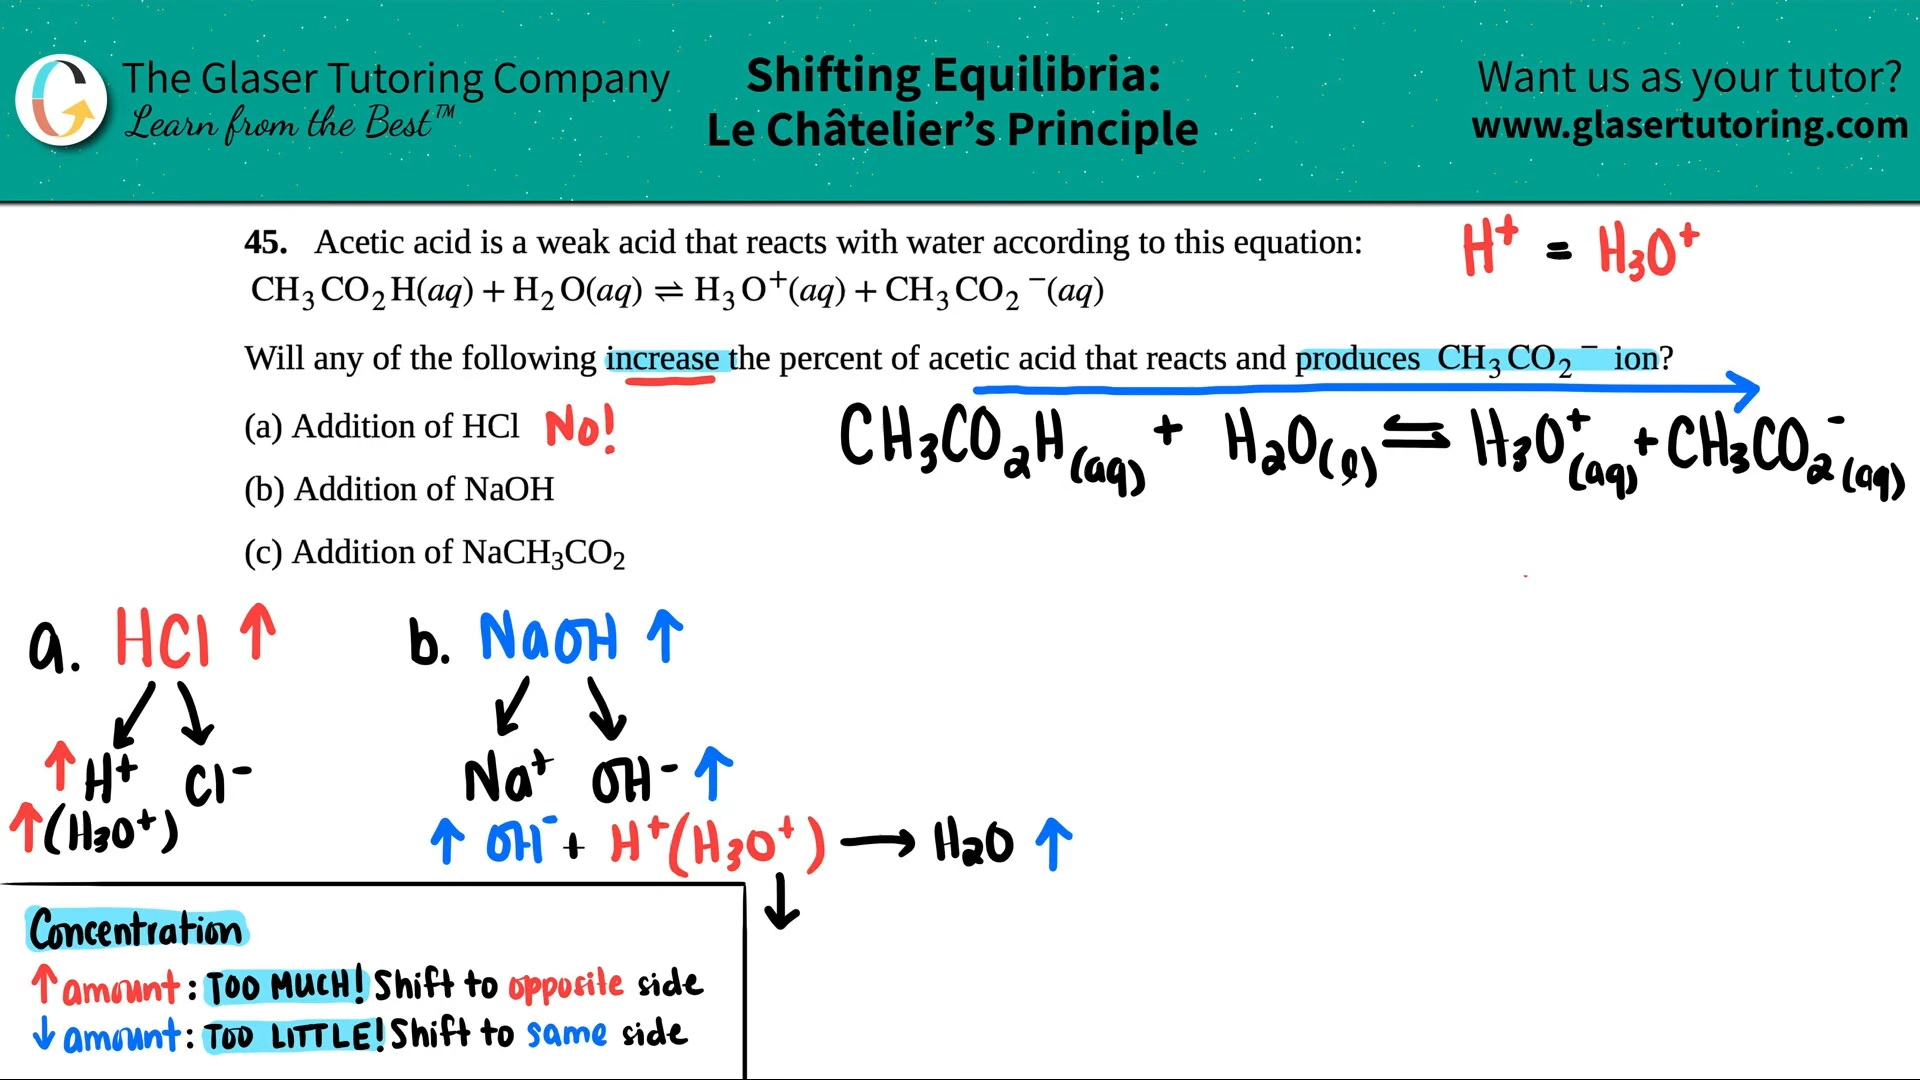 The Glaser Tutoring Company
Learn from the Best™
Shifting Equilibria:
Le Châtelier's Principle
Want us as your tutor?
www.glasertutoring.com
45. Acetic acid is a weak acid that reacts with water according to this equation:
CH₃CO₂H(aq) + H₂O(aq) ⇌ H₃O⁺(aq) + CH₃CO₂⁻(aq)
H⁺ = H₃O⁺
Will any of the following increase the percent of acetic acid that reacts and produces CH₃CO₂⁻ ion?
(a) Addition of HCl No!
(b) Addition of NaOH
(c) Addition of NaCH₃CO₂
CH₃CO₂H(aq) + H₂O(l) ⇌ H₃O⁺(aq) + CH₃CO₂⁻(aq)
a. HCl ↑
↑ H⁺ Cl⁻
↑(H₃O⁺)
b. NaOH ↑
Na⁺ OH⁻ ↑
↑ OH⁻ + H⁺(H₃O⁺) → H₂O ↑
↓
Concentration
↑ amount: TOO MUCH! Shift to opposite side
↓ amount: TOO LITTLE! Shift to same side